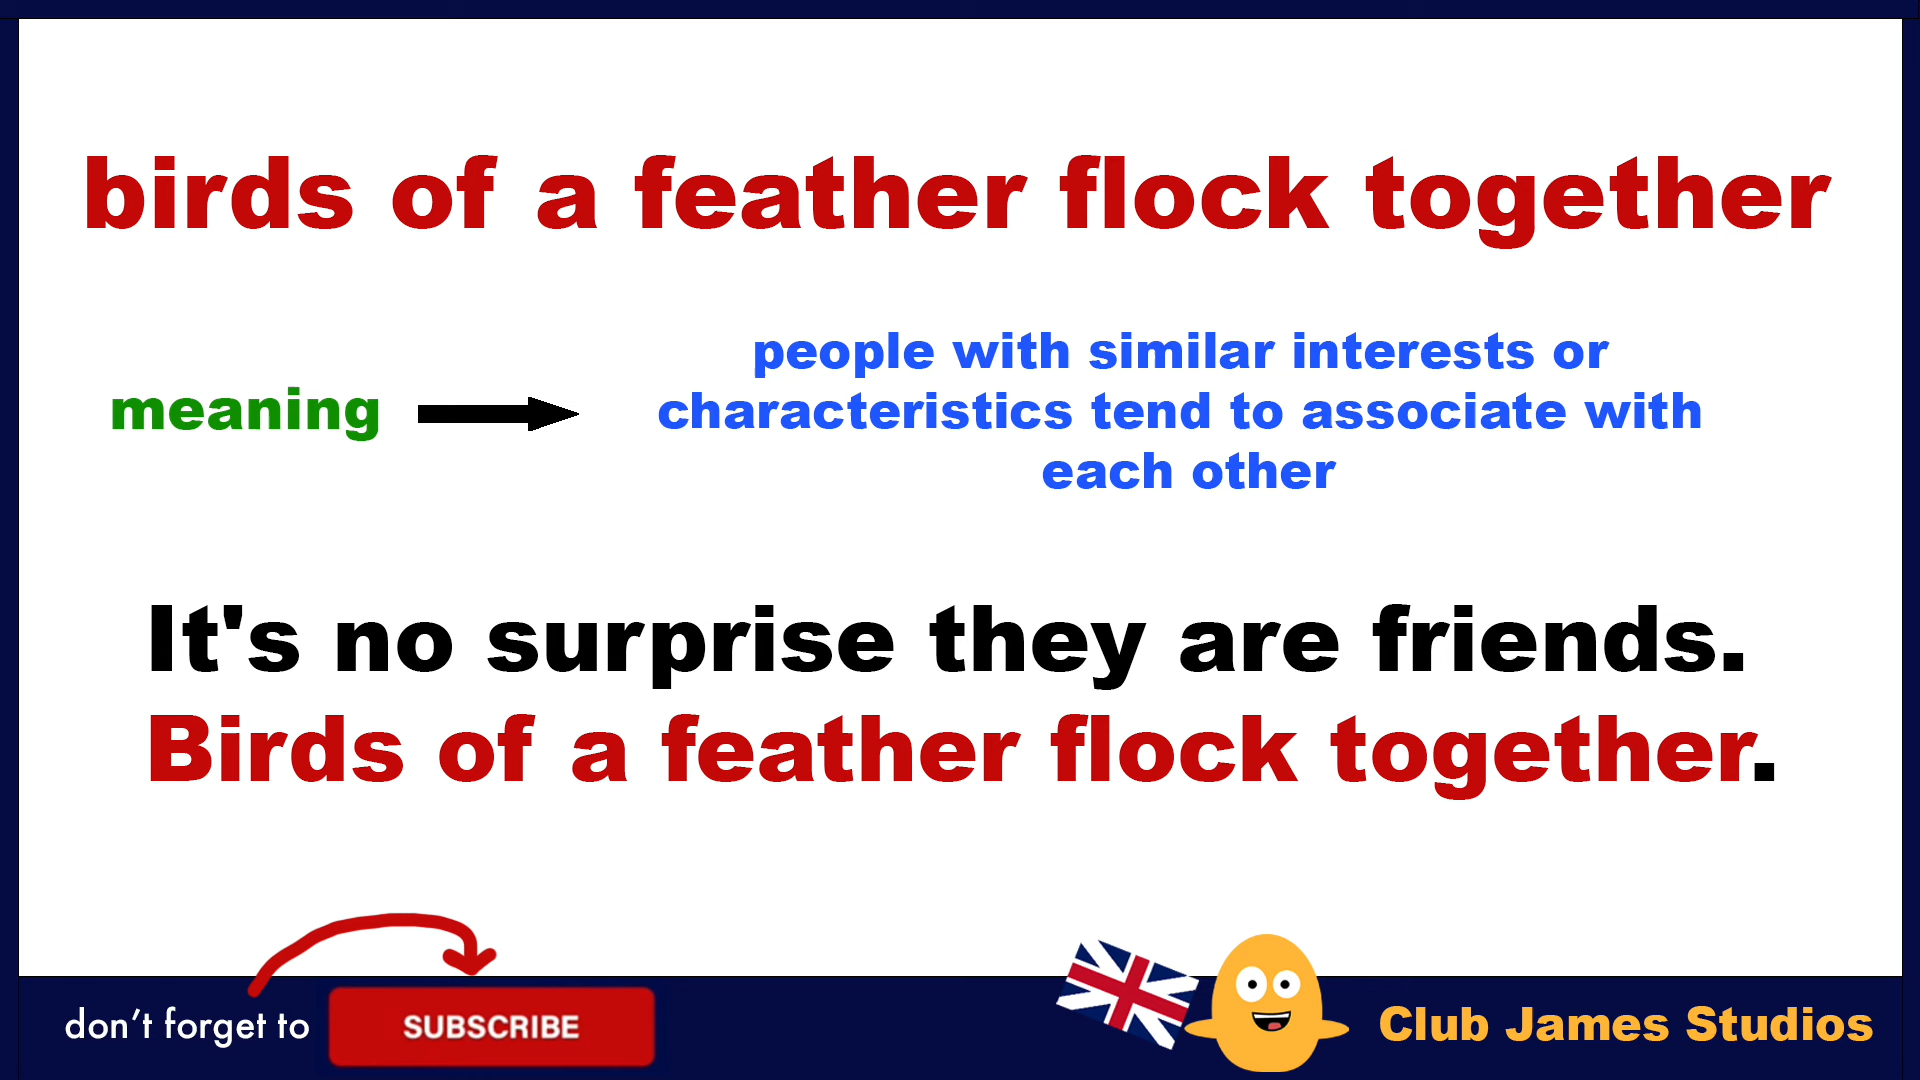 birds of a feather flock together
people with similar interests or
meaning
characteristics tend to associate with
each other
It's no surprise they are friends.
Birds of a feather flock together.
don't forget to
SUBSCRIBE
Club James Studios